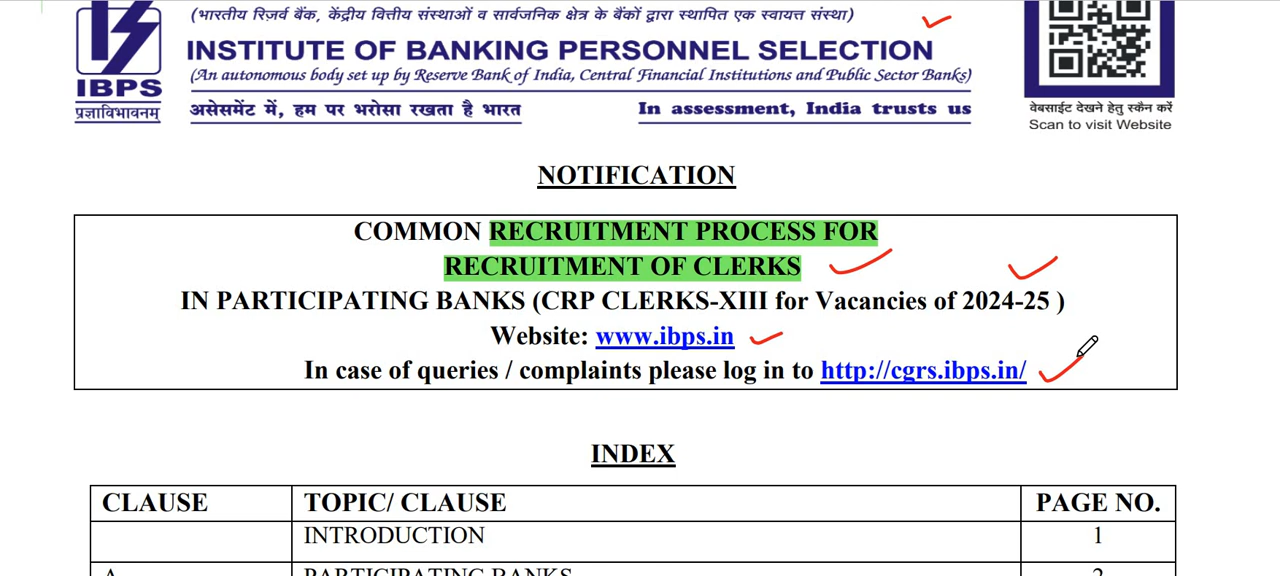 (भारतीय रिज़र्व बैंक, केंद्रीय वित्तीय संस्थाओं व सार्वजनिक क्षेत्र के बैंकों द्वारा स्थापित एक स्वायत्त संस्था)
INSTITUTE OF BANKING PERSONNEL SELECTION
(An autonomous body set up by Reserve Bank of India, Central Financial Institutions and Public Sector Banks)
IBPS
प्रज्ञाविभावनम्
असेसमेंट में, हम पर भरोसा रखता है भारत
In assessment, India trusts us
वेबसाईट देखने हेतु स्कैन करें
Scan to visit Website
NOTIFICATION
COMMON RECRUITMENT PROCESS FOR
RECRUITMENT OF CLERKS
IN PARTICIPATING BANKS (CRP CLERKS-XIII for Vacancies of 2024-25 )
Website: www.ibps.in
In case of queries / complaints please log in to http://cgrs.ibps.in/
INDEX
CLAUSE TOPIC/ CLAUSE PAGE NO.
INTRODUCTION 1
A PARTICIPATING BANKS 2